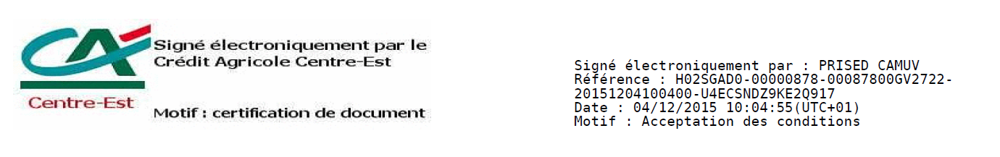 CA
Centre-Est
Signé électroniquement par le
Crédit Agricole Centre-Est
Motif : certification de document
Signé électroniquement par : PRISED CAMUV
Référence : H02SGAD0-00000878-00087800GV2722-
20151204100400-U4ECSNDZ9KE2Q917
Date : 04/12/2015 10:04:55(UTC+01)
Motif : Acceptation des conditions